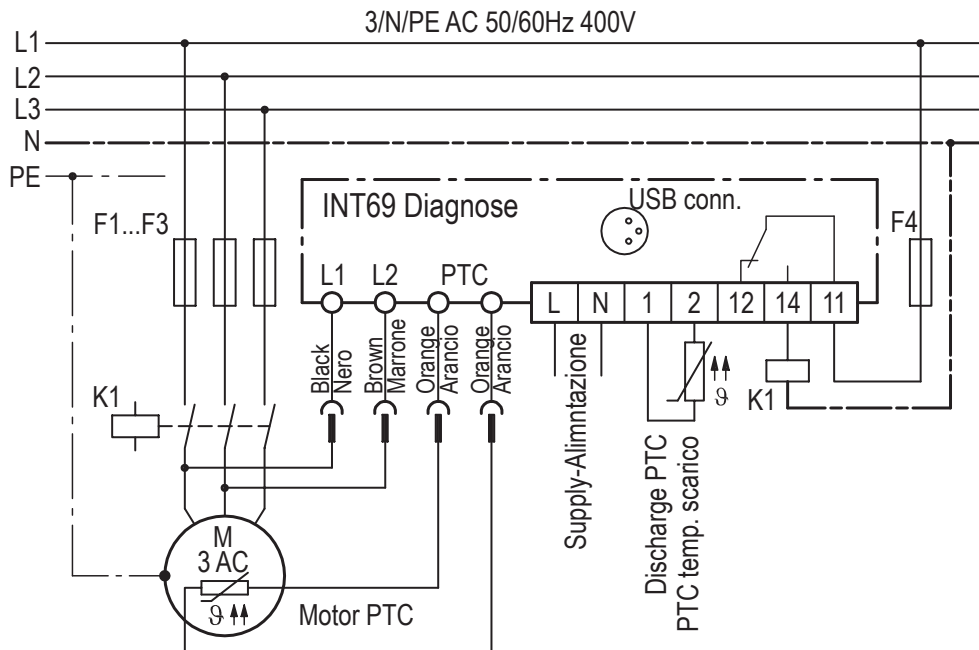 3/N/PE AC 50/60Hz 400V
L1
L2
L3
N
PE
INT69 Diagnose
USB conn.
F1...F3
F4
L1
L2
PTC
L
N
1
2
12
14
11
Black
Nero
Brown
Marrone
Orange
Arancio
Orange
Arancio
Supply-Alimntazione
ϑ
K1
K1
Discharge PTC
PTC temp. scarico
M
3 AC
ϑ
Motor PTC